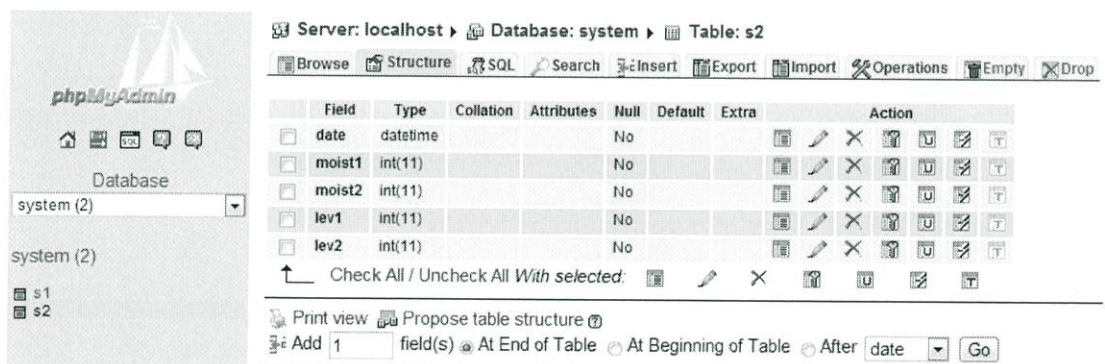 phpMyAdmin
Database
system (2)
system (2)
s1
s2
Server: localhost ▸ Database: system ▸ Table: s2
Browse Structure SQL Search Insert Export Import Operations Empty Drop
Field Type Collation Attributes Null Default Extra Action
date datetime No
moist1 int(11) No
moist2 int(11) No
lev1 int(11) No
lev2 int(11) No
Check All / Uncheck All With selected:
Print view Propose table structure
Add 1 field(s) At End of Table At Beginning of Table After date Go